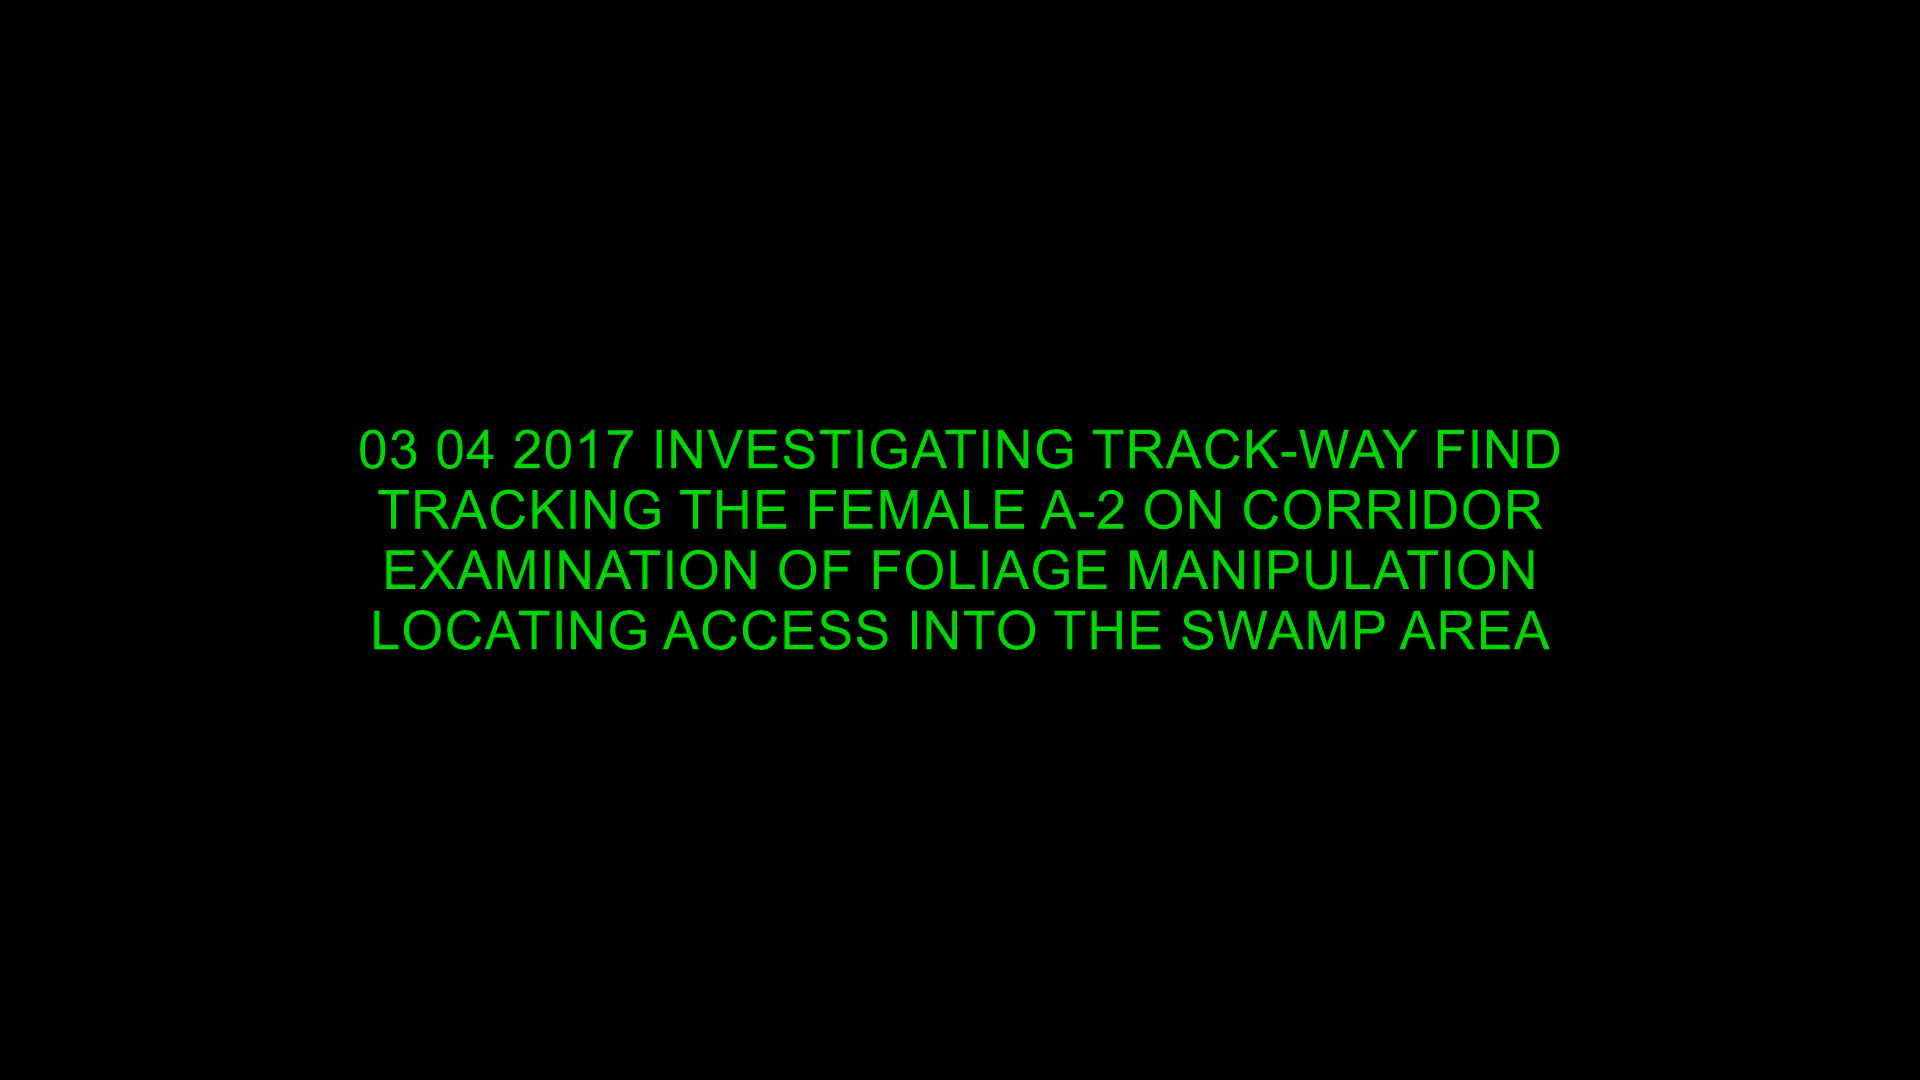 03 04 2017 INVESTIGATING TRACK-WAY FIND
TRACKING THE FEMALE A-2 ON CORRIDOR
EXAMINATION OF FOLIAGE MANIPULATION
LOCATING ACCESS INTO THE SWAMP AREA